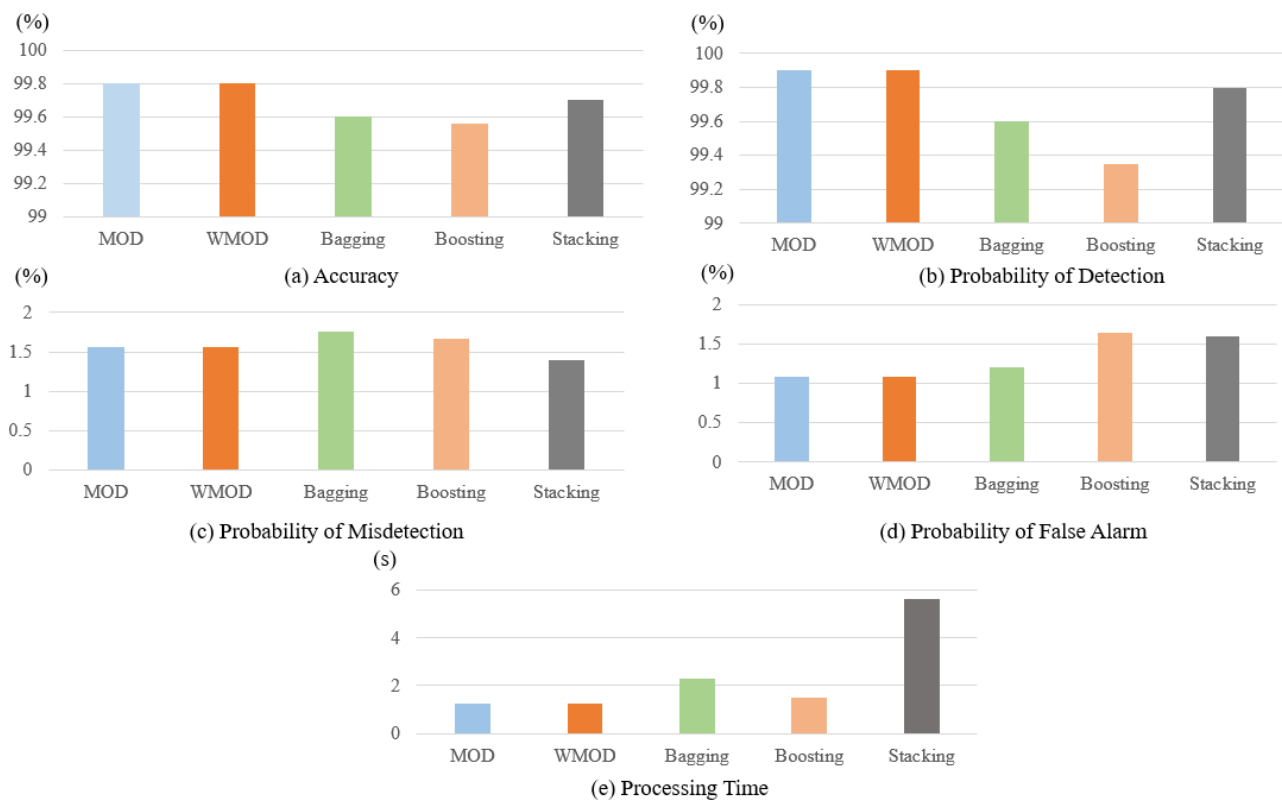 (%)
100
99.8
99.6
99.4
99.2
99
MOD WMOD Bagging Boosting Stacking
(a) Accuracy
(%)
100
99.8
99.6
99.4
99.2
99
MOD WMOD Bagging Boosting Stacking
(b) Probability of Detection
(%)
2
1.5
1
0.5
0
MOD WMOD Bagging Boosting Stacking
(c) Probability of Misdetection
(%)
2
1.5
1
0.5
0
MOD WMOD Bagging Boosting Stacking
(d) Probability of False Alarm
(s)
6
4
2
0
MOD WMOD Bagging Boosting Stacking
(e) Processing Time